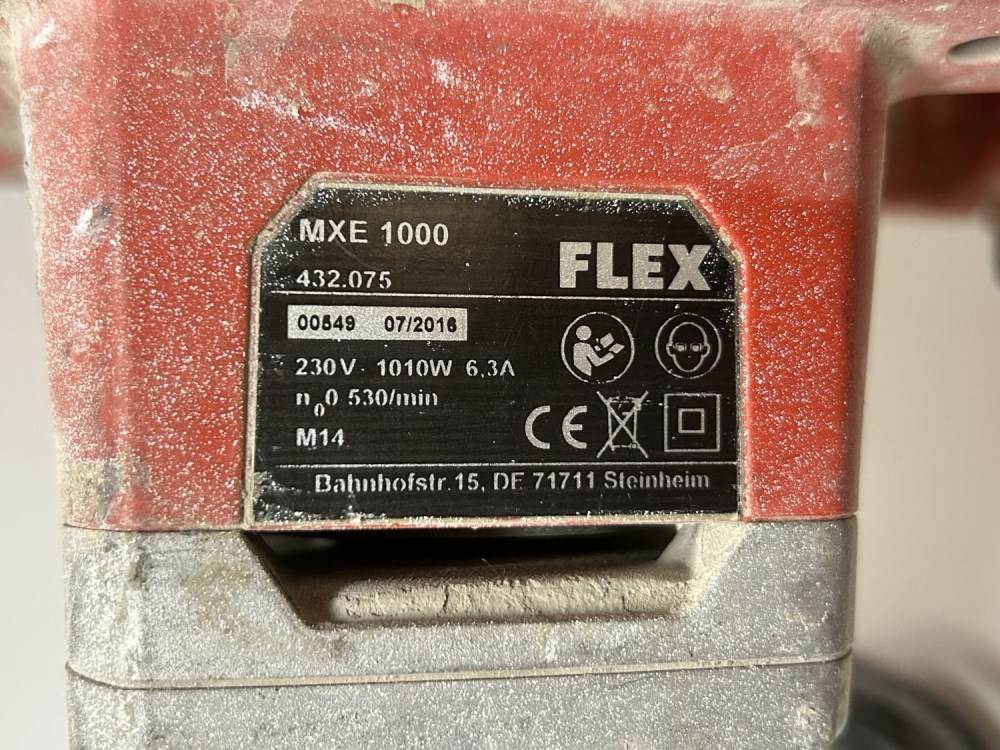 MXE 1000
FLEX
432.075
00549 07/2016
230V- 1010W 6,3A
n₀0 530/min
M14
CE
Bahnhofstr. 15, DE 71711 Steinheim